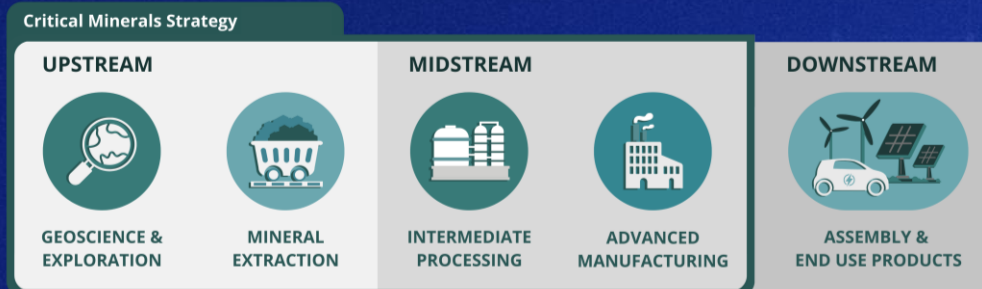 Critical Minerals Strategy
UPSTREAM
GEOSCIENCE &
EXPLORATION
MINERAL
EXTRACTION
MIDSTREAM
INTERMEDIATE
PROCESSING
ADVANCED
MANUFACTURING
DOWNSTREAM
ASSEMBLY &
END USE PRODUCTS